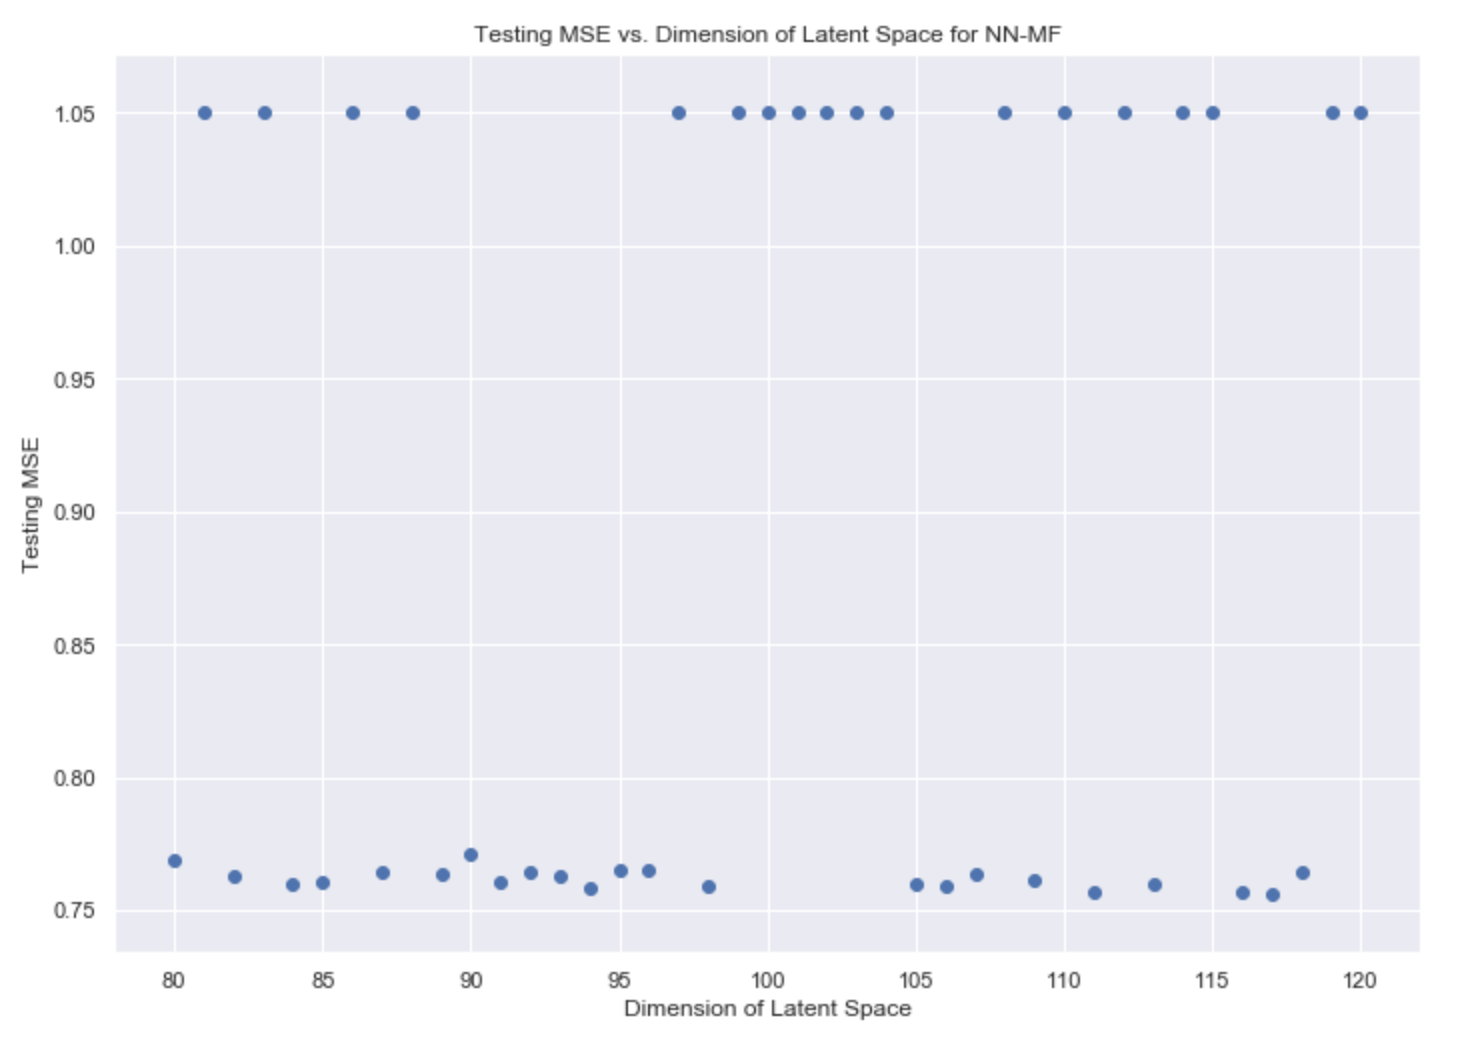 Testing MSE vs. Dimension of Latent Space for NN-MF
1.05
1.00
0.95
0.90
0.85
0.80
0.75
Testing MSE
80 85 90 95 100 105 110 115 120
Dimension of Latent Space